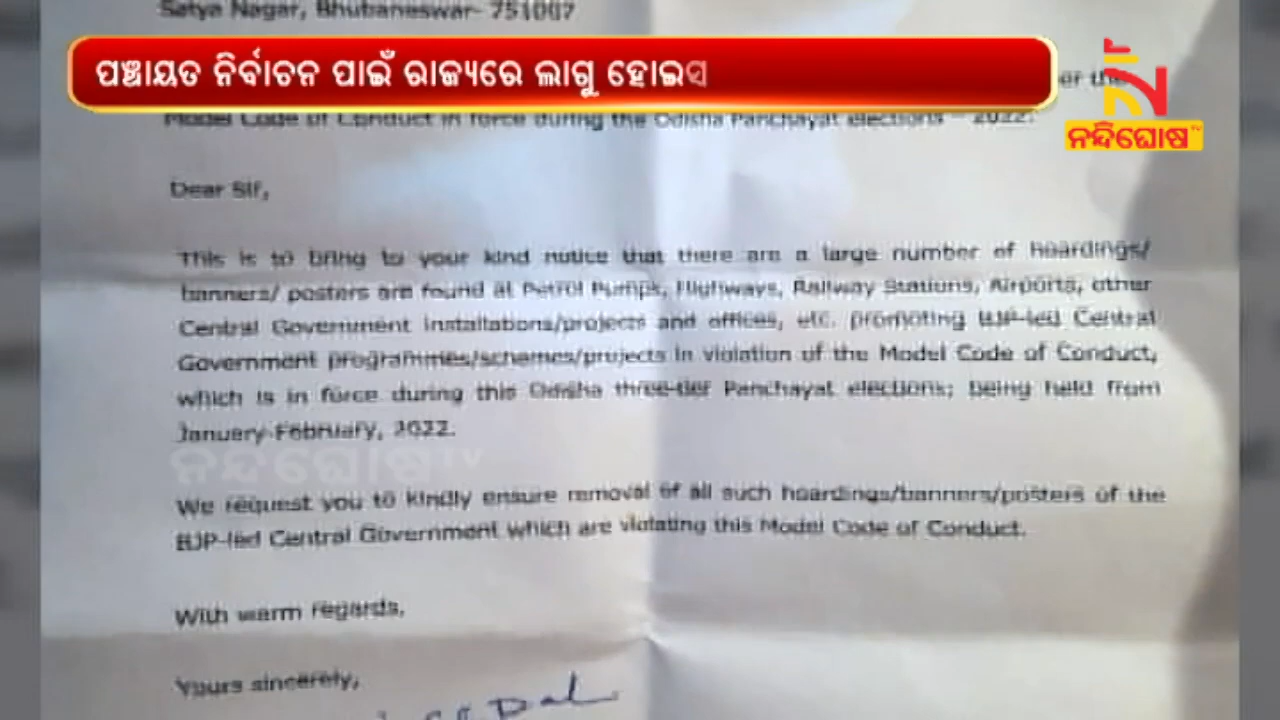 Satya Nagar, Bhubaneswar- 751007
ପଞ୍ଚାୟତ ନିର୍ବାଚନ ପାଇଁ ରାଜ୍ୟରେ ଲାଗୁ ହୋଇସ
er the
Model Code of Conduct in force during the Odisha Panchayat elections - 2022.
ନନ୍ଦିଘୋଷ TV
Dear Sir,
This is to bring to your kind notice that there are a large number of hoardings/
banners/ posters are found at Petrol Pumps, Highways, Railway Stations, Airports, other
Central Government installations/projects and offices, etc. promoting BJP-led Central
Government programmes/schemes/projects in violation of the Model Code of Conduct,
which is in force during this Odisha three-tier Panchayat elections; being held from
January-February, 2022.
ନନ୍ଦିଘୋଷ TV
We request you to kindly ensure removal of all such hoardings/banners/posters of the
BJP-led Central Government which are violating this Model Code of Conduct.
With warm regards,
Yours sincerely,